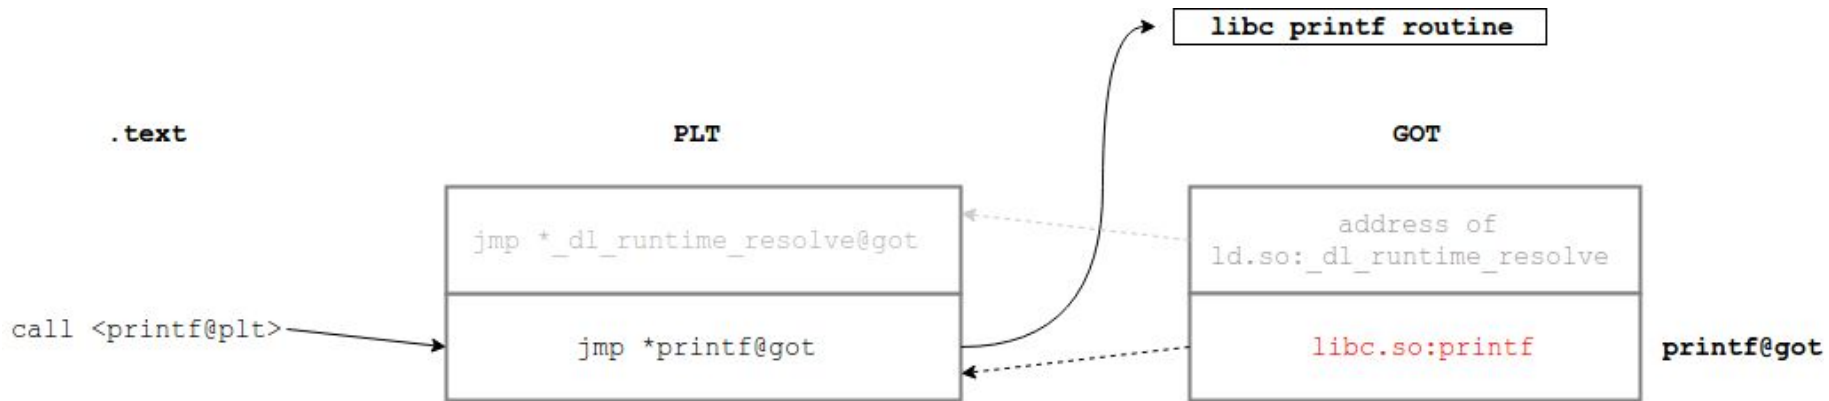 libc printf routine
.text
PLT
GOT
jmp *_dl_runtime_resolve@got
address of
ld.so:_dl_runtime_resolve
call <printf@plt>
jmp *printf@got
libc.so:printf
printf@got